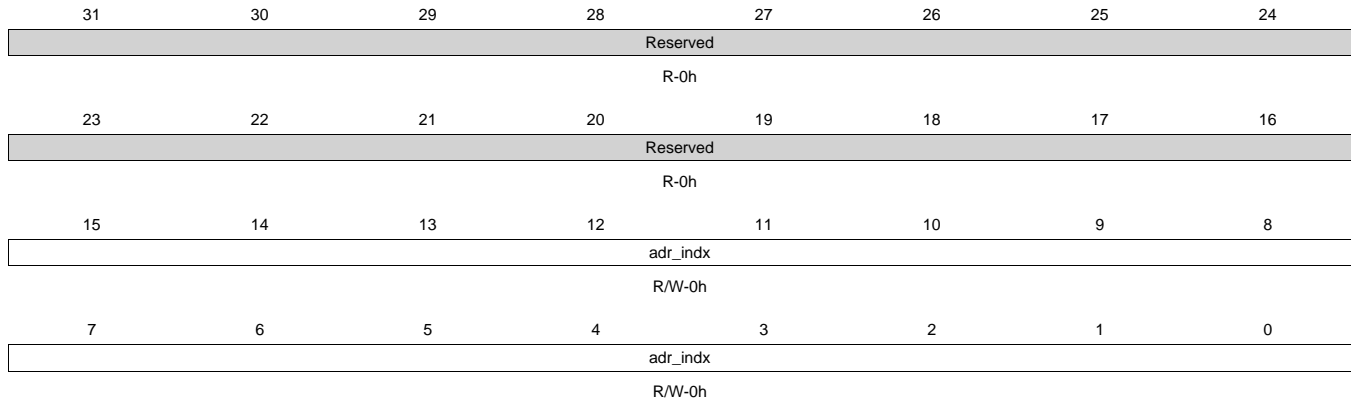 31 30 29 28 27 26 25 24
Reserved
R-0h
23 22 21 20 19 18 17 16
Reserved
R-0h
15 14 13 12 11 10 9 8
adr_indx
R/W-0h
7 6 5 4 3 2 1 0
adr_indx
R/W-0h